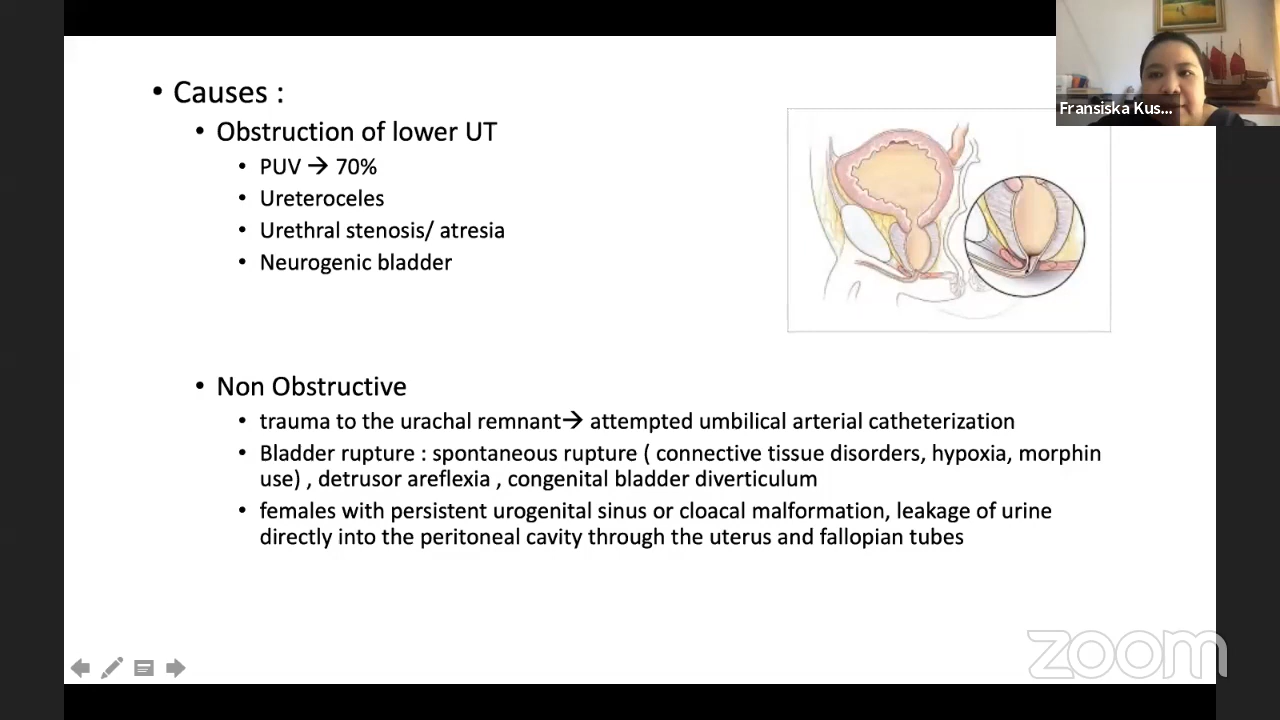 Fransiska Kus...
• Causes :
• Obstruction of lower UT
• PUV → 70%
• Ureteroceles
• Urethral stenosis/ atresia
• Neurogenic bladder
• Non Obstructive
• trauma to the urachal remnant→ attempted umbilical arterial catheterization
• Bladder rupture : spontaneous rupture ( connective tissue disorders, hypoxia, morphin
use) , detrusor areflexia , congenital bladder diverticulum
• females with persistent urogenital sinus or cloacal malformation, leakage of urine
directly into the peritoneal cavity through the uterus and fallopian tubes
zoom